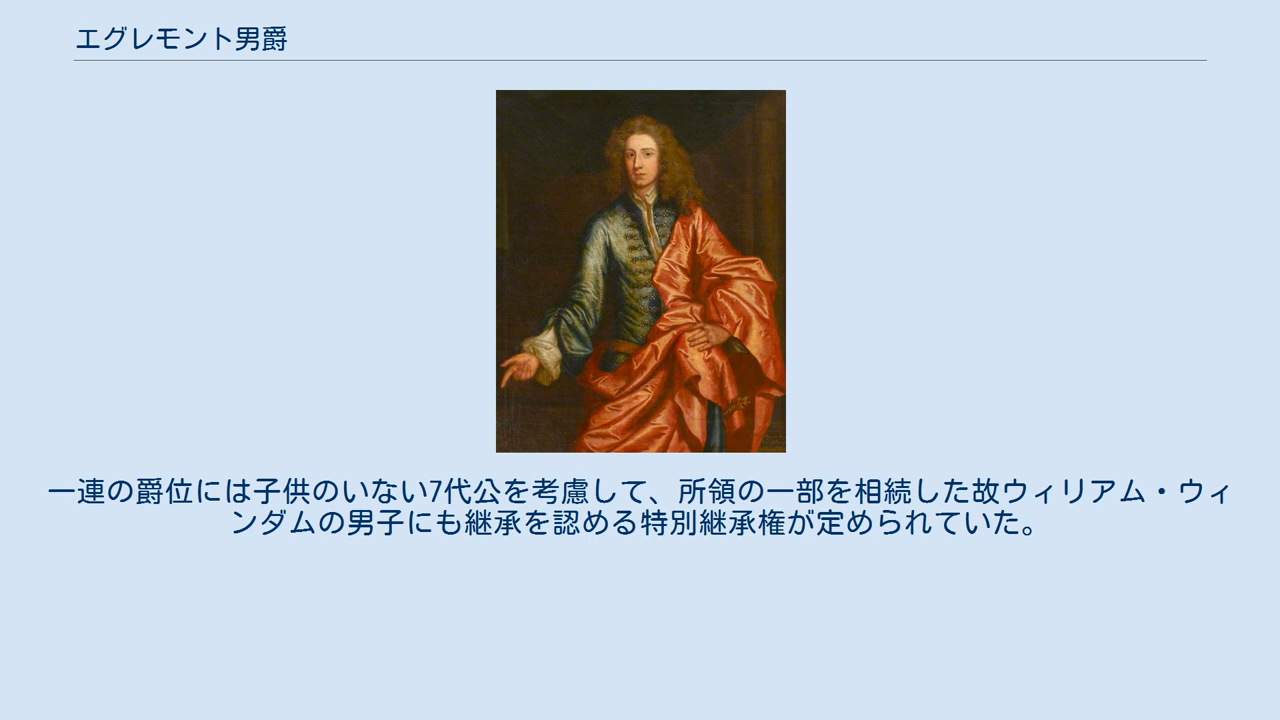 エグレモント男爵
一連の爵位には子供のいない7代公を考慮して、所領の一部を相続した故ウィリアム・ウィ
ンダムの男子にも継承を認める特別継承権が定められていた。